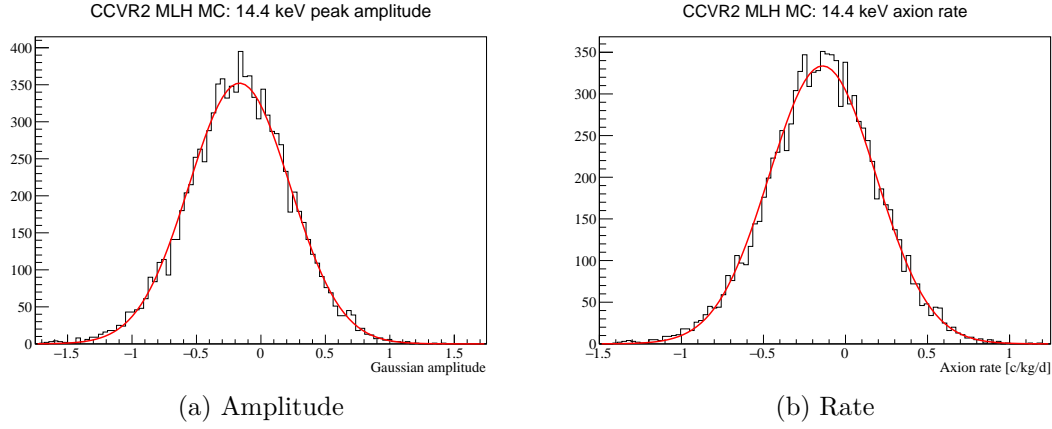 CCVR2 MLH MC: 14.4 keV peak amplitude
400
350
300
250
200
150
100
50
0
−1.5 −1 −0.5 0 0.5 1 1.5
Gaussian amplitude
(a) Amplitude
CCVR2 MLH MC: 14.4 keV axion rate
350
300
250
200
150
100
50
0
−1.5 −1 −0.5 0 0.5 1
Axion rate [c/kg/d]
(b) Rate